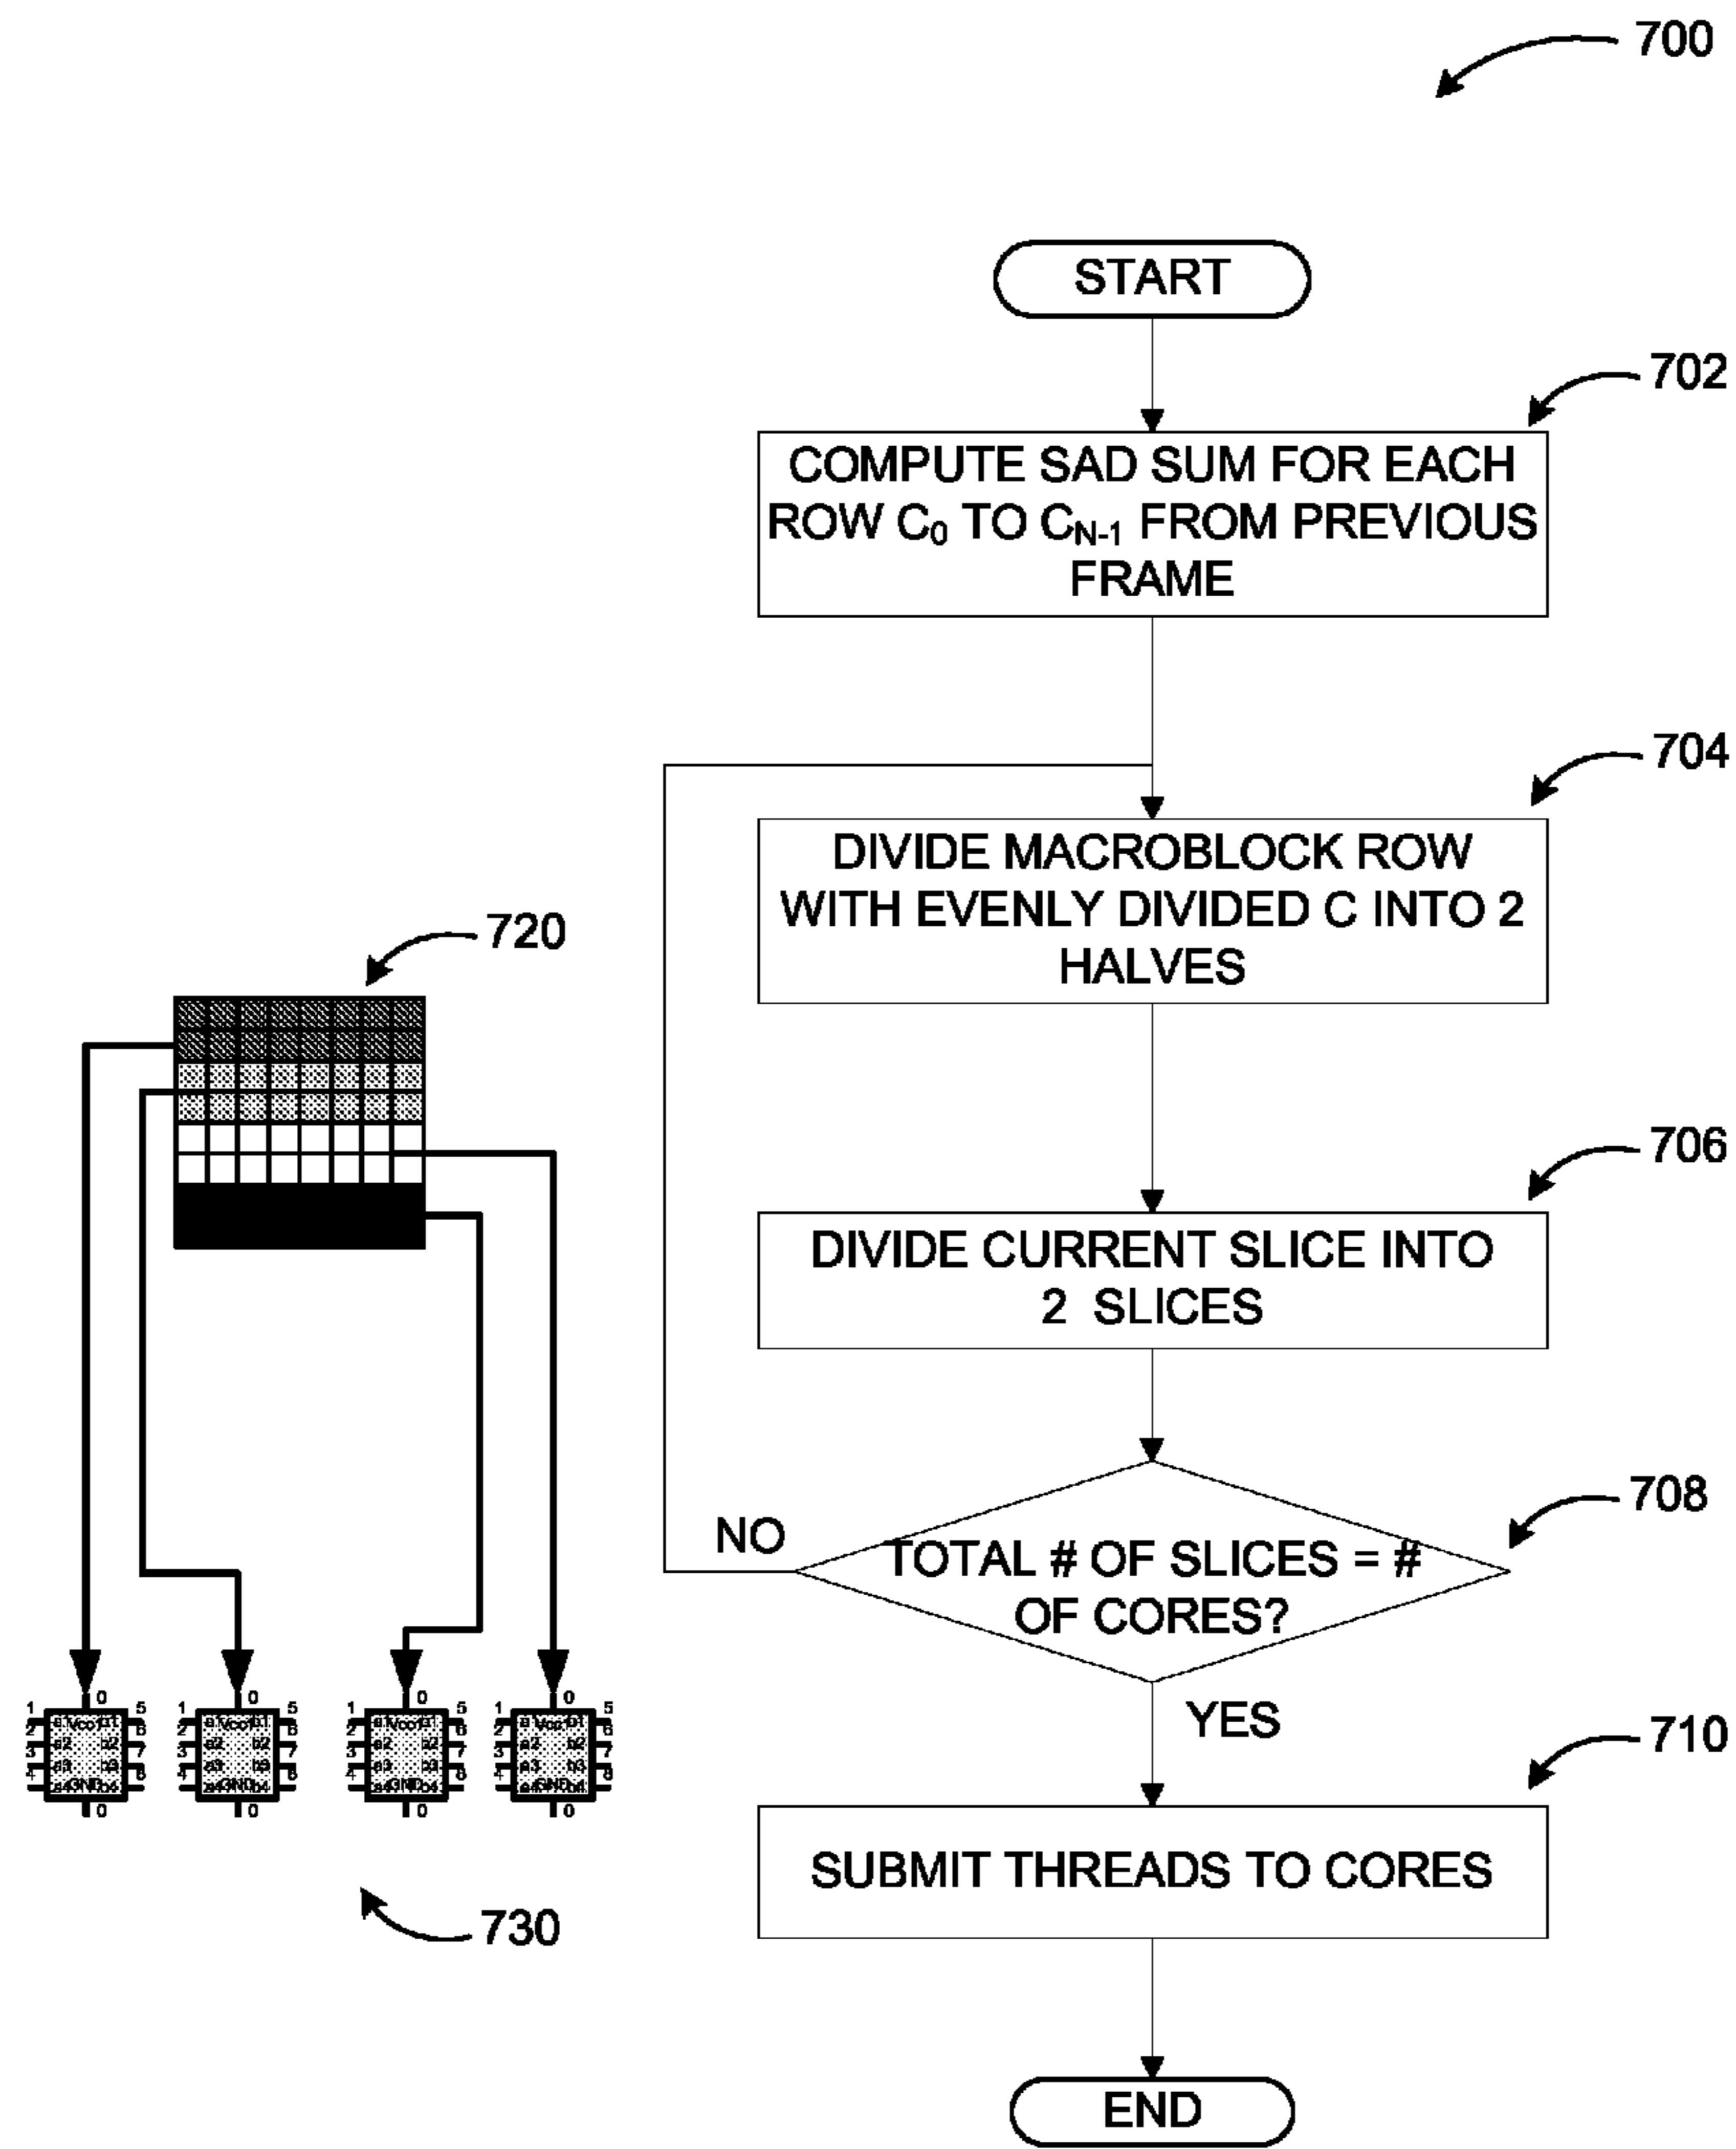 700
START
702
COMPUTE SAD SUM FOR EACH
ROW C0 TO CN-1 FROM PREVIOUS
FRAME
704
DIVIDE MACROBLOCK ROW
WITH EVENLY DIVIDED C INTO 2
HALVES
720
706
DIVIDE CURRENT SLICE INTO
2 SLICES
708
NO
TOTAL # OF SLICES = #
OF CORES?
YES
710
SUBMIT THREADS TO CORES
730
END